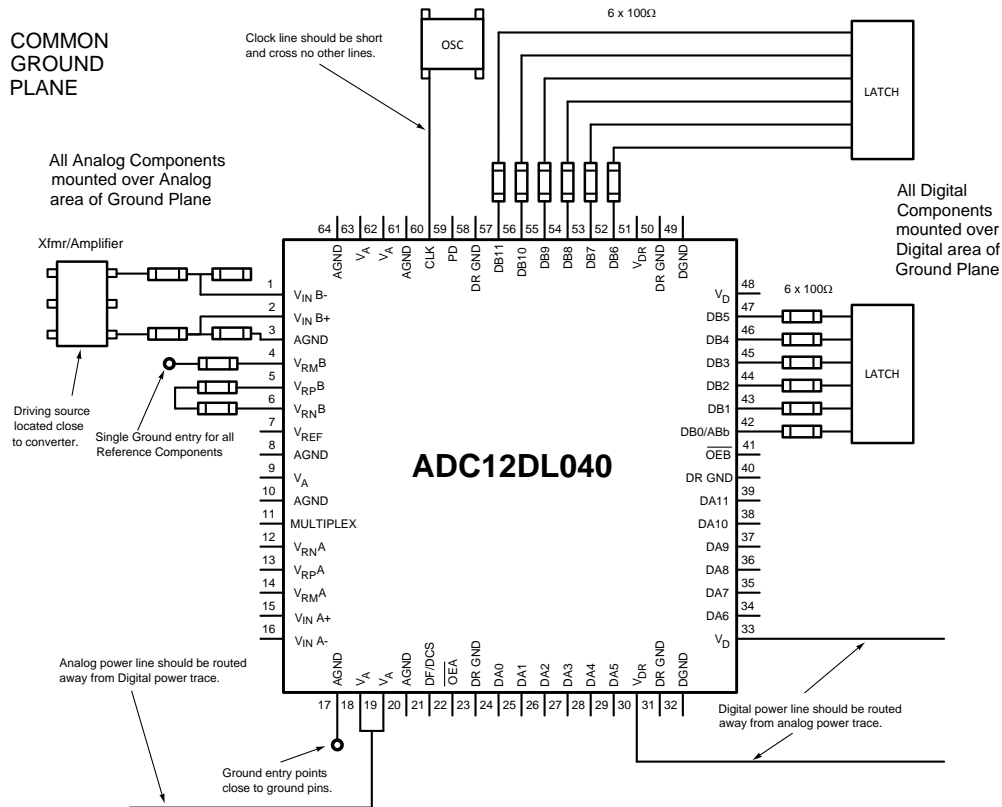 COMMON
GROUND
PLANE
Clock line should be short
and cross no other lines.
OSC
6 x 100Ω
LATCH
All Analog Components
mounted over Analog
area of Ground Plane
All Digital
Components
mounted over
Digital area of
Ground Plane
Xfmr/Amplifier
64 63 62 61 60 59 58 57 56 55 54 53 52 51 50 49
AGND
VA
VA
AGND
CLK
PD
DR GND
DB11
DB10
DB9
DB8
DB7
DB6
VDR
DR GND
DGND
1 VIN B-
2 VIN B+
3 AGND
4 VRMB
5 VRPB
6 VRNB
7 VREF
8 AGND
9 VA
10 AGND
11 MULTIPLEX
12 VRNA
13 VRPA
14 VRMA
15 VIN A+
16 VIN A-
Driving source
located close
to converter.
Single Ground entry for all
Reference Components
ADC12DL040
VD 48
DB5 47
DB4 46
DB3 45
DB2 44
DB1 43
DB0/ABb 42
OEB 41
DR GND 40
DA11 39
DA10 38
DA9 37
DA8 36
DA7 35
DA6 34
VD 33
6 x 100Ω
LATCH
AGND
VA
VA
AGND
DF/DCS
OEA
DR GND
DA0
DA1
DA2
DA3
DA4
DA5
VDR
DR GND
DGND
17 18 19 20 21 22 23 24 25 26 27 28 29 30 31 32
Analog power line should be routed
away from Digital power trace.
Ground entry points
close to ground pins.
Digital power line should be routed
away from analog power trace.